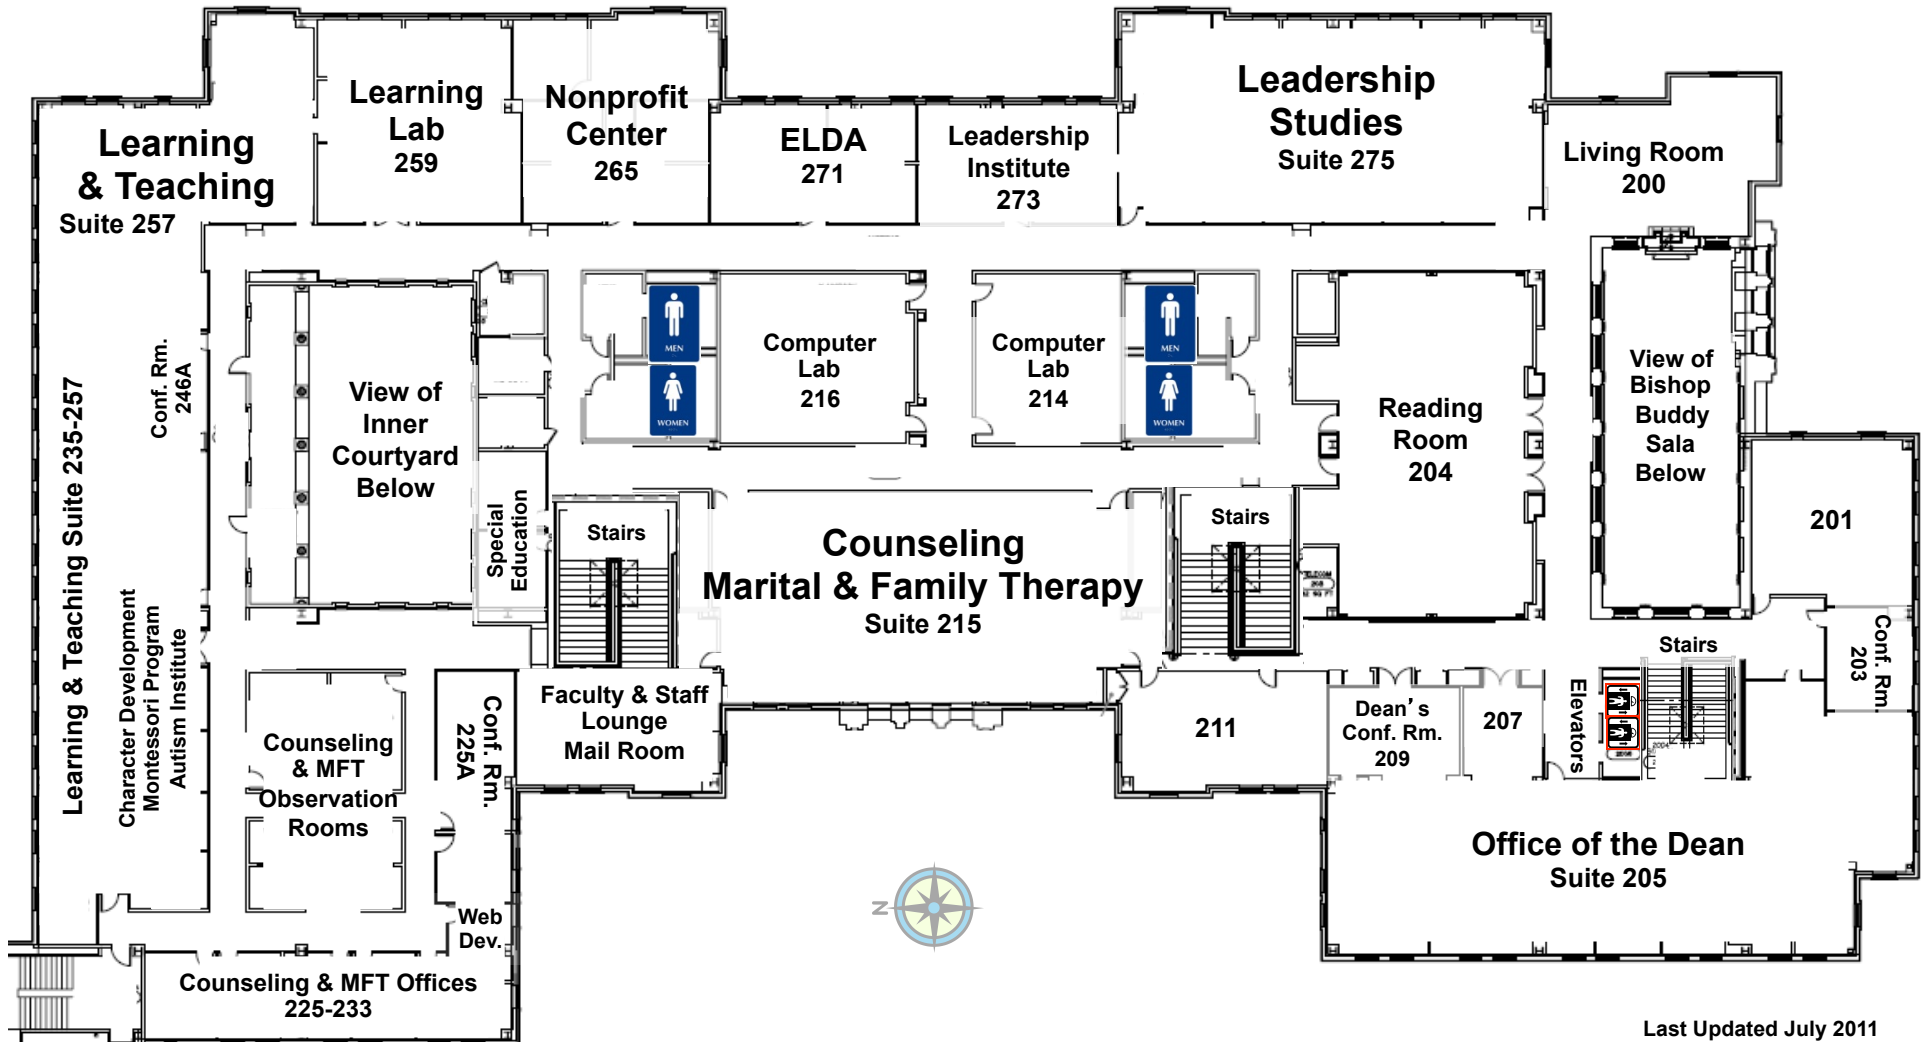 Learning
& Teaching
Suite 257
Learning
Lab
259
Nonprofit
Center
265
ELDA
271
Leadership
Institute
273
Leadership
Studies
Suite 275
Living Room
200
Learning & Teaching Suite 235-257
Conf. Rm.
246A
View of
Inner
Courtyard
Below
Special
Education
MEN
WOMEN
Computer
Lab
216
Computer
Lab
214
MEN
WOMEN
Reading
Room
204
View of
Bishop
Buddy
Sala
Below
201
Stairs
Counseling
Marital & Family Therapy
Suite 215
Stairs
Character Development
Montessori Program
Autism Institute
Counseling
& MFT
Observation
Rooms
Conf. Rm.
225A
Faculty & Staff
Lounge
Mail Room
211
Dean's
Conf. Rm.
209
207
Elevators
Stairs
Conf. Rm
203
Office of the Dean
Suite 205
Web
Dev.
Counseling & MFT Offices
225-233
N
Last Updated July 2011